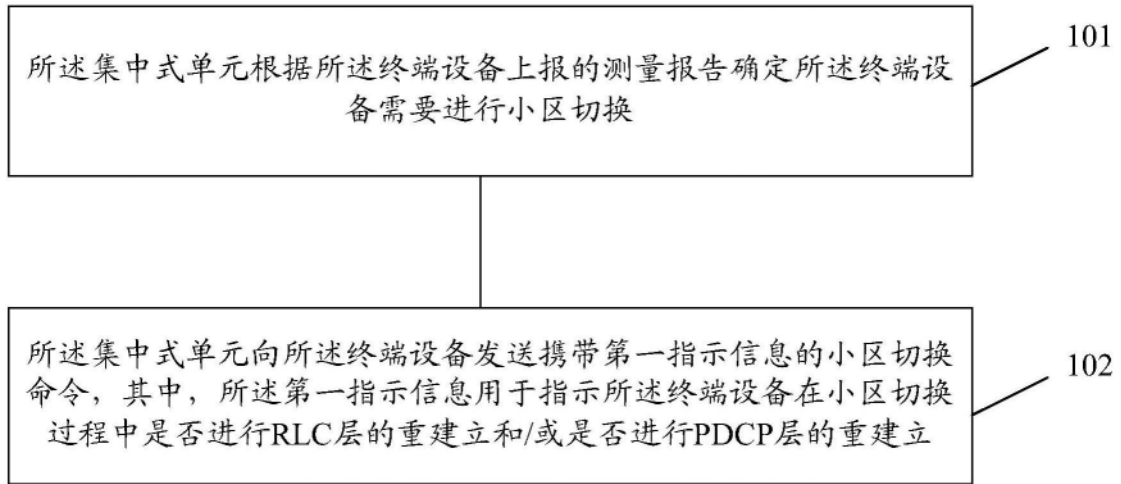 所述集中式单元根据所述终端设备上报的测量报告确定所述终端设
备需要进行小区切换
101
所述集中式单元向所述终端设备发送携带第一指示信息的小区切换
命令，其中，所述第一指示信息用于指示所述终端设备在小区切换
过程中是否进行RLC层的重建立和/或是否进行PDCP层的重建立
102